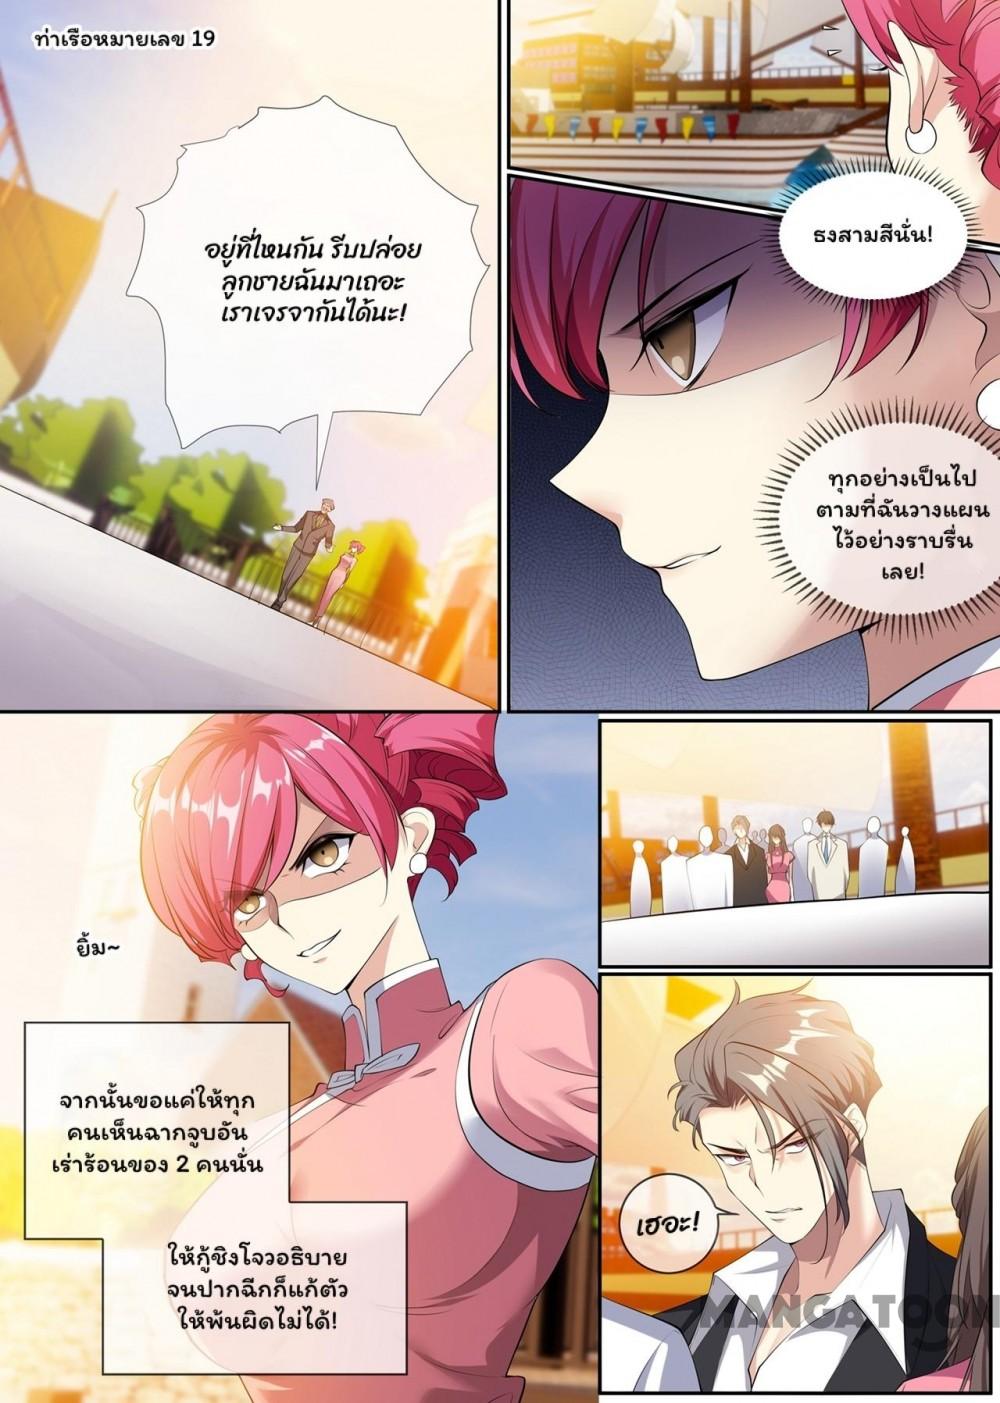 ท่าเรือหมายเลข 19
อยู่ที่ไหนกัน รีบปล่อย
ลูกชายฉันมาเถอะ
เราเจรจากันได้นะ!
ธงสามสีนั่น!
ทุกอย่างเป็นไป
ตามที่ฉันวางแผน
ไว้อย่างราบรื่น
เลย!
ยิ้ม~
จากนั้นขอแค่ให้ทุก
คนเห็นฉากจูบอัน
เร่าร้อนของ 2 คนนั่น
ให้กู้ชิงโจวอธิบาย
จนปากฉีกก็แก้ตัว
ให้พ้นผิดไม่ได้!
เฮอะ!
MANGATOON